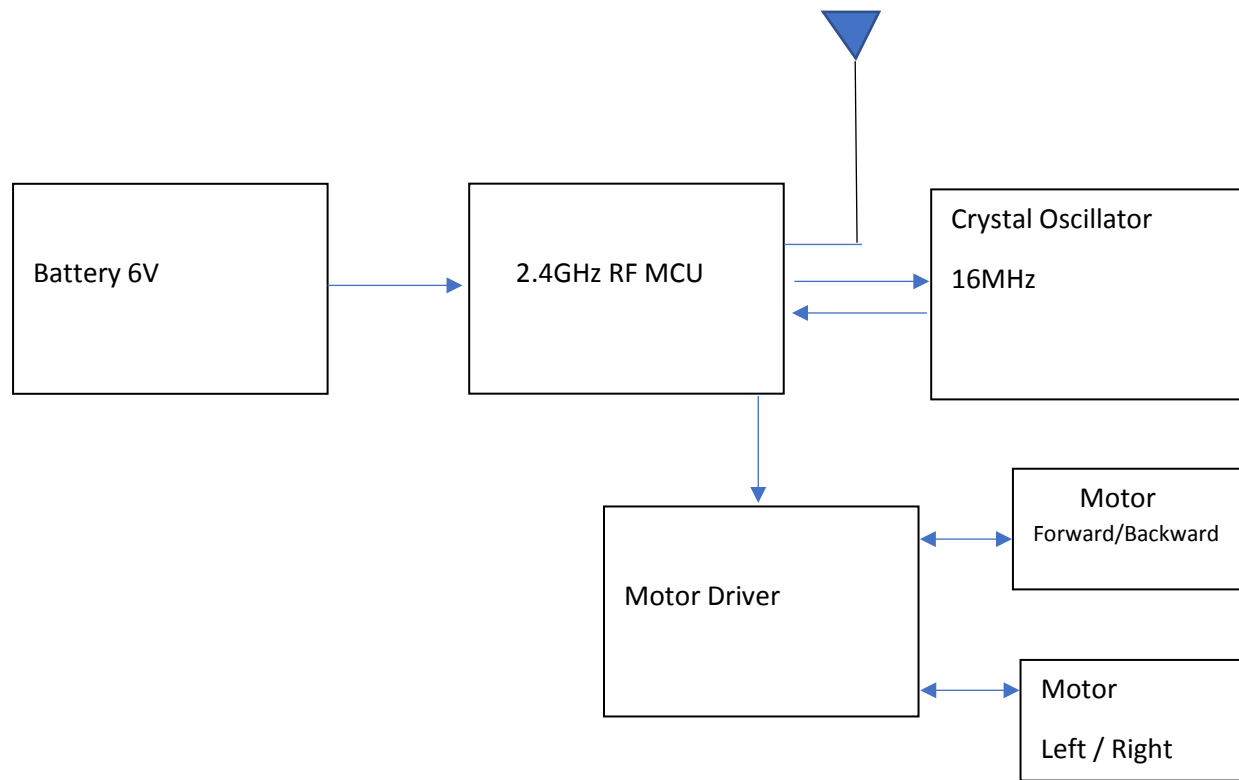 Battery 6V
2.4GHz RF MCU
Crystal Oscillator
16MHz
Motor
Forward/Backward
Motor Driver
Motor
Left / Right